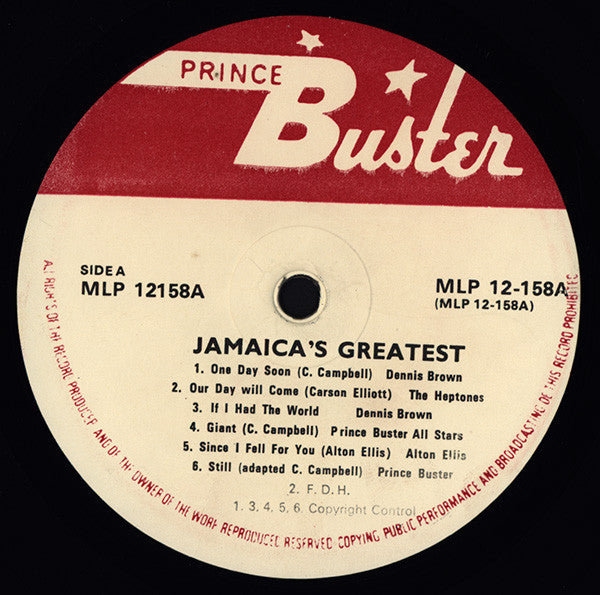 PRINCE
Buster
SIDE A
MLP 12158A
MLP 12-158A
(MLP 12-158A)
JAMAICA'S GREATEST
1. One Day Soon (C. Campbell) Dennis Brown
2. Our Day will Come (Carson Elliott) The Heptones
3. If I Had The World Dennis Brown
4. Giant (C. Campbell) Prince Buster All Stars
5. Since I Fell For You (Alton Ellis) Alton Ellis
6. Still (adapted C. Campbell) Prince Buster
2. F.D.H.
1.3, 4, 5, 6. Copyright Control
ALL RIGHTS OF THE RECORD PRODUCER AND OF THE OWNER OF THE WORK REPRODUCED RESERVED COPYING PUBLIC PERFORMANCE AND BROADCASTING OF THIS RECORD PROHIBITED